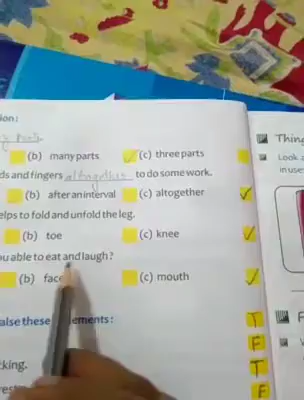 ion:
(b) many parts (c) three parts
ds and fingers altogether to do some work.
(b) after an interval (c) altogether
elps to fold and unfold the leg.
(b) toe (c) knee
ou able to eat and laugh?
(b) face (c) mouth
alse these ements: T
F
king. T
F
Thing
Look a
in use
F